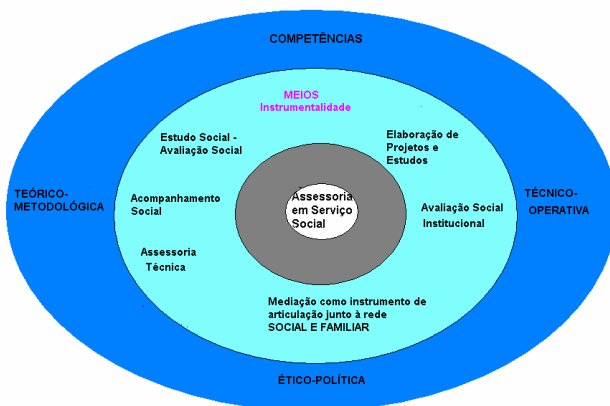 COMPETÊNCIAS
MEIOS
Instrumentalidade
Estudo Social -
Avaliação Social
Elaboração de
Projetos e
Estudos
TEÓRICO-
METODOLÓGICA
Acompanhamento
Social
Assessoria
em Serviço
Social
Avaliação Social
Institucional
TÉCNICO-
OPERATIVA
Assessoria
Técnica
Mediação como instrumento de
articulação junto à rede
SOCIAL E FAMILIAR
ÉTICO-POLÍTICA